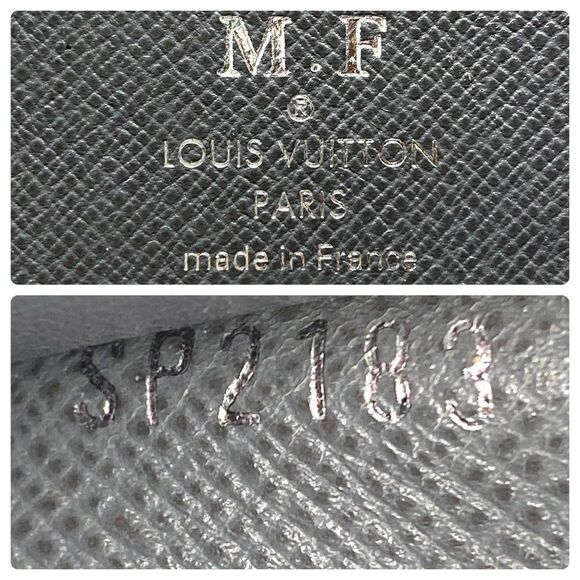 M.F
®
LOUIS VUITTON
PARIS
made in France
SP2183